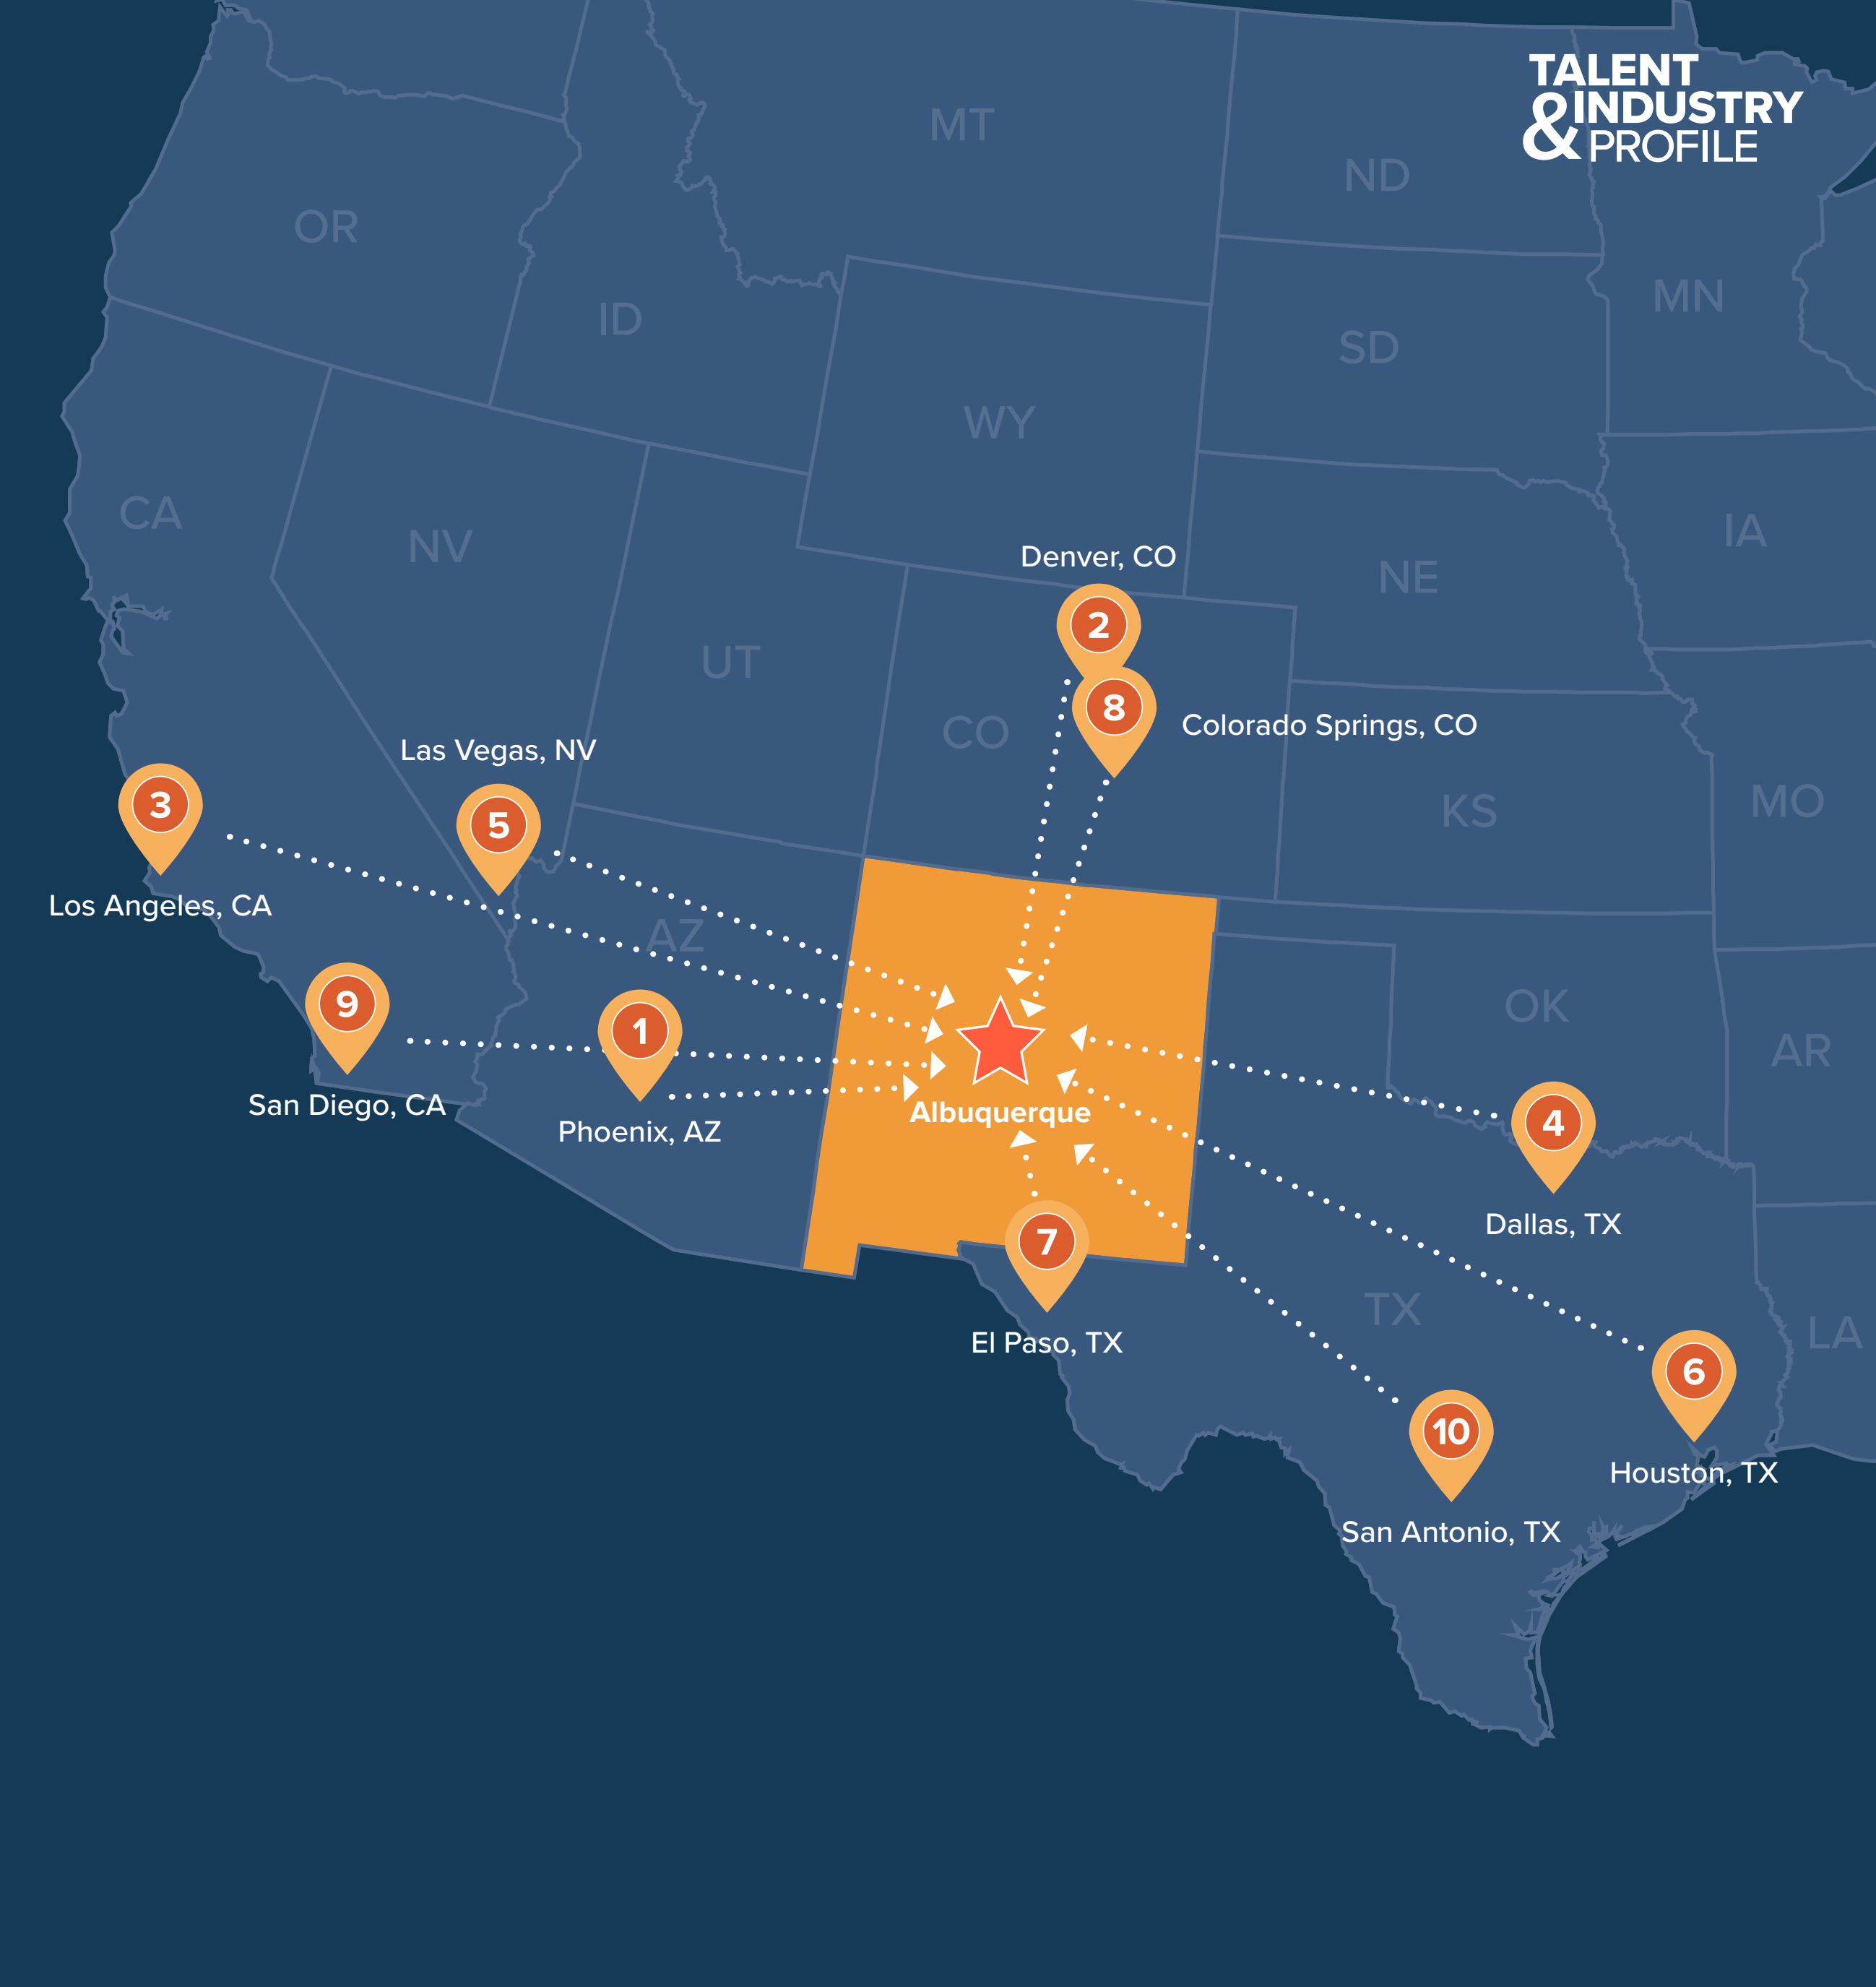 TALENT
&INDUSTRY
PROFILE
MT
ND
OR
MN
ID
SD
WY
CA
NV
IA
Denver, CO
NE
2
UT
8
CO
Colorado Springs, CO
Las Vegas, NV
3
5
MO
KS
Los Angeles, CA
AZ
9
OK
1
AR
San Diego, CA
Albuquerque
4
Phoenix, AZ
Dallas, TX
7
TX
LA
El Paso, TX
6
10
Houston, TX
San Antonio, TX